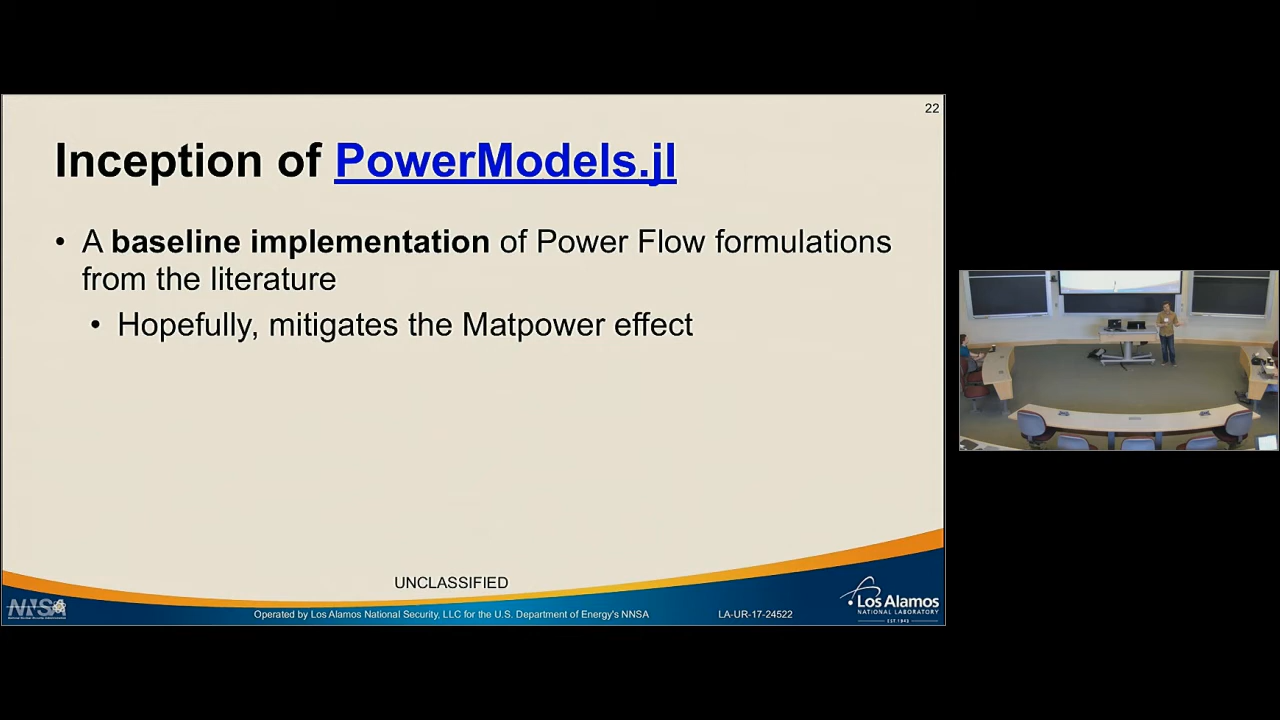 22
Inception of PowerModels.jl
• A baseline implementation of Power Flow formulations
from the literature
• Hopefully, mitigates the Matpower effect
UNCLASSIFIED
NNSA
Operated by Los Alamos National Security, LLC for the U.S. Department of Energy's NNSA
LA-UR-17-24522
Los Alamos
NATIONAL LABORATORY
EST. 1943